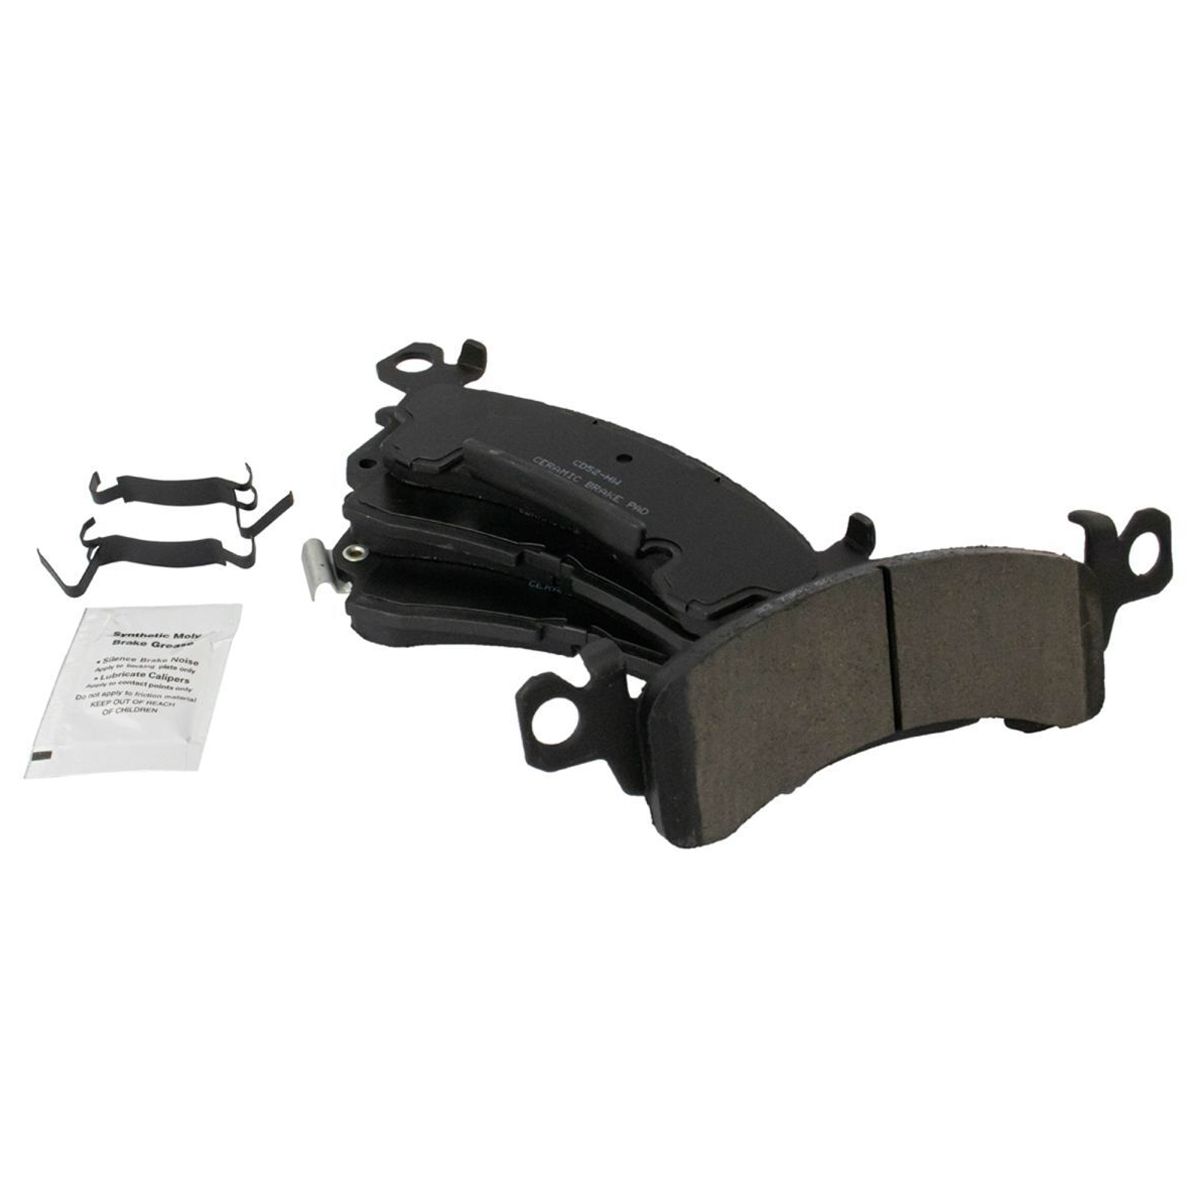 CD52-HW
CERAMIC BRAKE PAD
Synthetic Moly
Brake Grease
• Silence Brake Noise
Apply to backing plate only
• Lubricate Calipers
Apply to contact points only
Do not apply to friction material
KEEP OUT OF REACH
OF CHILDREN